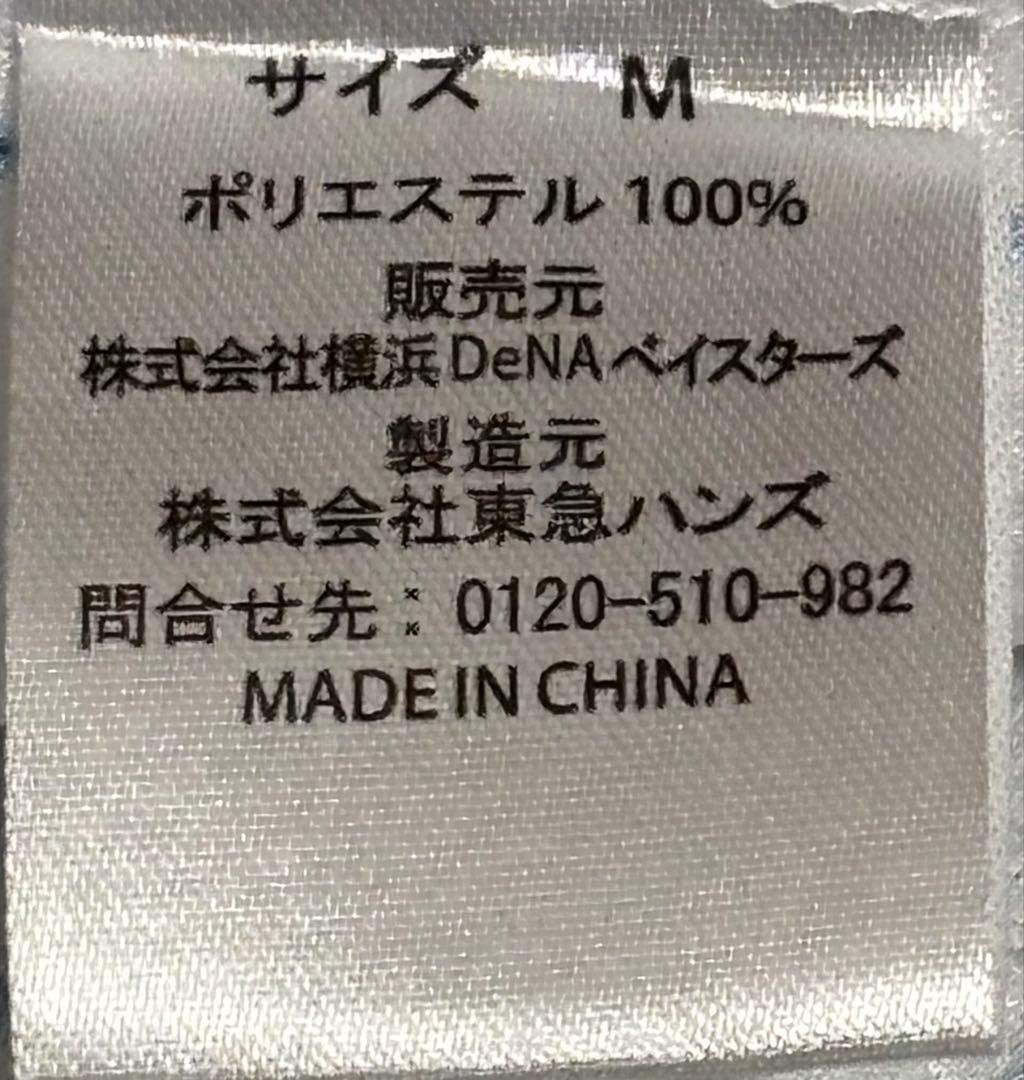 サイズ M
ポリエステル 100%
販売元
株式会社横浜DeNAベイスターズ
製造元
株式会社東急ハンズ
問合せ先：0120-510-982
MADE IN CHINA